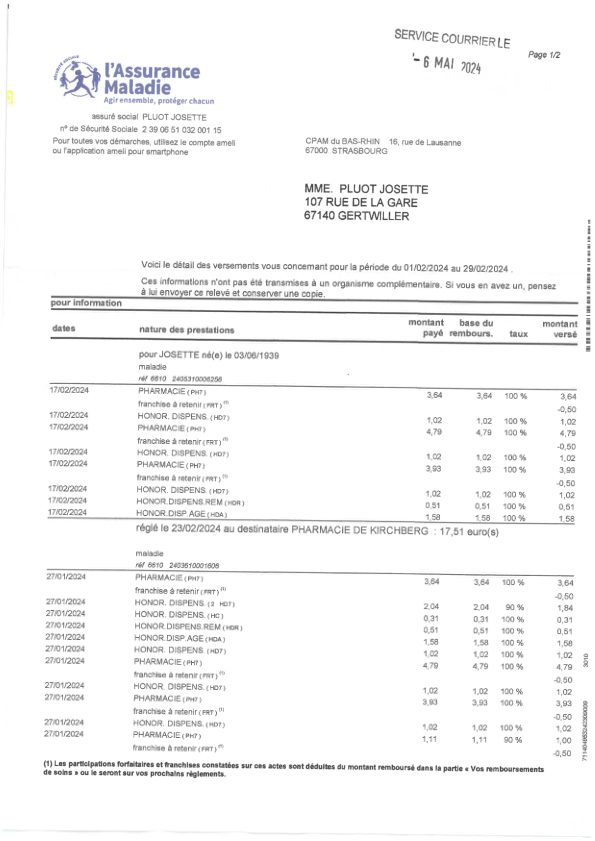 SERVICE COURRIER LE
- 6 MAI 2024
Page 1/2
SÉCURITÉ SOCIALE
l'Assurance
Maladie
Agir ensemble, protéger chacun
assuré social PLUOT JOSETTE
n° de Sécurité Sociale 2 39 06 51 032 001 15
Pour toutes vos démarches, utilisez le compte ameli
ou l'application ameli pour smartphone
CPAM du BAS-RHIN 16, rue de Lausanne
67000 STRASBOURG
MME. PLUOT JOSETTE
107 RUE DE LA GARE
67140 GERTWILLER
Voici le détail des versements vous concernant pour la période du 01/02/2024 au 29/02/2024 .
Ces informations n'ont pas été transmises à un organisme complémentaire. Si vous en avez un, pensez
à lui envoyer ce relevé et conserver une copie.
pour information
dates nature des prestations montant payé base du rembours. taux montant versé
pour JOSETTE né(e) le 03/06/1939
maladie
réf 6610 2405310006256
17/02/2024 PHARMACIE (PH7) 3,64 3,64 100 % 3,64
franchise à retenir (FRT) (1) -0,50
17/02/2024 HONOR. DISPENS. (HD7) 1,02 1,02 100 % 1,02
17/02/2024 PHARMACIE (PH7) 4,79 4,79 100 % 4,79
franchise à retenir (FRT) (1) -0,50
17/02/2024 HONOR. DISPENS. (HD7) 1,02 1,02 100 % 1,02
17/02/2024 PHARMACIE (PH7) 3,93 3,93 100 % 3,93
franchise à retenir (FRT) (1) -0,50
17/02/2024 HONOR. DISPENS. (HD7) 1,02 1,02 100 % 1,02
17/02/2024 HONOR.DISPENS.REM (HDR) 0,51 0,51 100 % 0,51
17/02/2024 HONOR.DISP.AGE (HDA) 1,58 1,58 100 % 1,58
réglé le 23/02/2024 au destinataire PHARMACIE DE KIRCHBERG : 17,51 euro(s)
maladie
réf 6610 2403610001606
27/01/2024 PHARMACIE (PH7) 3,64 3,64 100 % 3,64
franchise à retenir (FRT) (1) -0,50
27/01/2024 HONOR. DISPENS. (2 HD7) 2,04 2,04 90 % 1,84
27/01/2024 HONOR. DISPENS. (HC) 0,31 0,31 100 % 0,31
27/01/2024 HONOR.DISPENS.REM (HDR) 0,51 0,51 100 % 0,51
27/01/2024 HONOR.DISP.AGE (HDA) 1,58 1,58 100 % 1,58
27/01/2024 HONOR. DISPENS. (HD7) 1,02 1,02 100 % 1,02
27/01/2024 PHARMACIE (PH7) 4,79 4,79 100 % 4,79
franchise à retenir (FRT) (1) -0,50
27/01/2024 HONOR. DISPENS. (HD7) 1,02 1,02 100 % 1,02
27/01/2024 PHARMACIE (PH7) 3,93 3,93 100 % 3,93
franchise à retenir (FRT) (1) -0,50
27/01/2024 HONOR. DISPENS. (HD7) 1,02 1,02 100 % 1,02
27/01/2024 PHARMACIE (PH7) 1,11 1,11 90 % 1,00
franchise à retenir (FRT) (1) -0,50
(1) Les participations forfaitaires et franchises constatées sur ces actes sont déduites du montant remboursé dans la partie « Vos remboursements
de soins » ou le seront sur vos prochains règlements.
3010